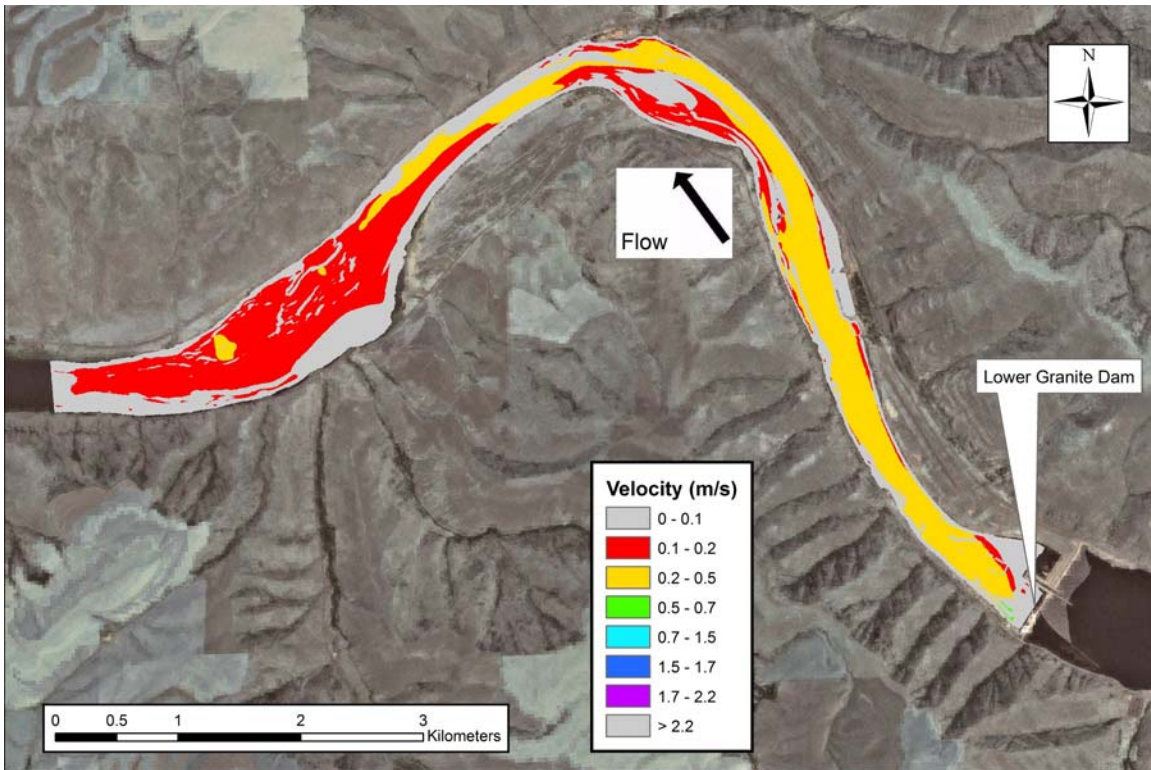 N
Flow
Lower Granite Dam
Velocity (m/s)
0 - 0.1
0.1 - 0.2
0.2 - 0.5
0.5 - 0.7
0.7 - 1.5
1.5 - 1.7
1.7 - 2.2
> 2.2
0 0.5 1 2 3
Kilometers